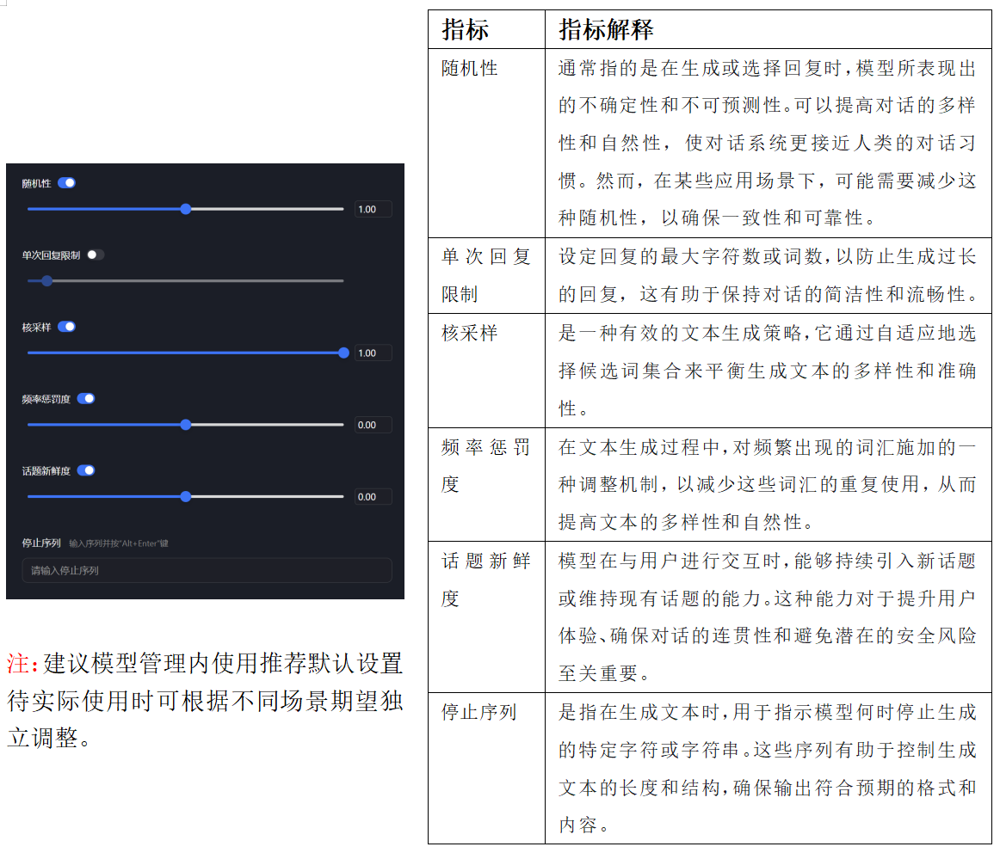 随机性
1.00
单次回复限制
核采样
1.00
频率惩罚度
0.00
话题新鲜度
0.00
停止序列 输入序列并按"Alt+Enter"键
请输入停止序列
注:建议模型管理内使用推荐默认设置
待实际使用时可根据不同场景期望独
立调整。
指标 指标解释
随机性 通常指的是在生成或选择回复时,模型所表现出
的不确定性和不可预测性。可以提高对话的多样
性和自然性，使对话系统更接近人类的对话习
惯。然而，在某些应用场景下，可能需要减少这
种随机性，以确保一致性和可靠性。
单次回复 设定回复的最大字符数或词数,以防止生成过长
限制 的回复，这有助于保持对话的简洁性和流畅性。
核采样 是一种有效的文本生成策略,它通过自适应地选
择候选词集合来平衡生成文本的多样性和准确
性。
频率惩罚 在文本生成过程中,对频繁出现的词汇施加的一
度 种调整机制，以减少这些词汇的重复使用，从而
提高文本的多样性和自然性。
话题新鲜 模型在与用户进行交互时,能够持续引入新话题
度 或维持现有话题的能力。这种能力对于提升用户
体验、确保对话的连贯性和避免潜在的安全风险
至关重要。
停止序列 是指在生成文本时,用于指示模型何时停止生成
的特定字符或字符串。这些序列有助于控制生成
文本的长度和结构,确保输出符合预期的格式和
内容。